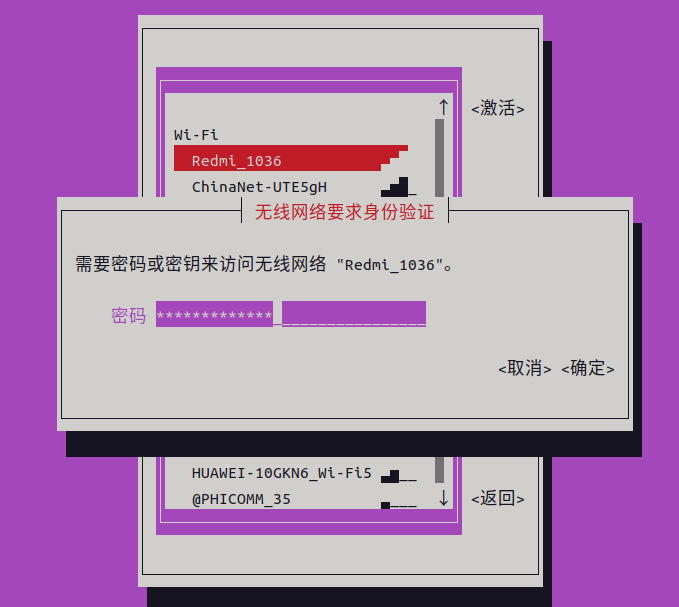 ↑ <激活>
Wi-Fi
Redmi_1036
ChinaNet-UTE5gH
无线网络要求身份验证
需要密码或密钥来访问无线网络 "Redmi_1036"。
密码 *************
<取消> <确定>
HUAWEI-10GKN6_Wi-Fi5
@PHICOMM_35 ↓ <返回>